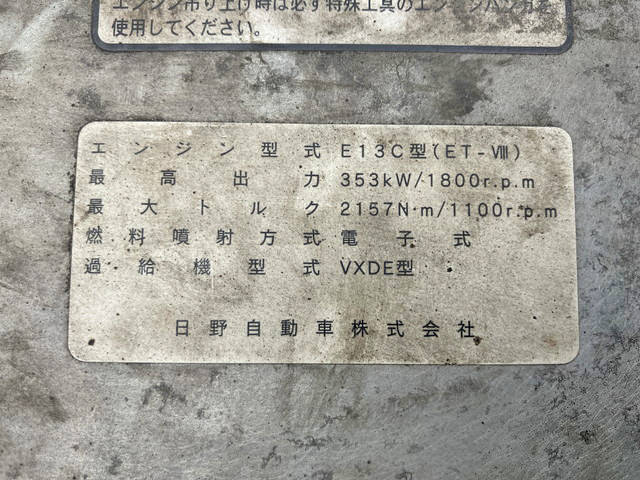 エンジン吊り上げ時は必ず特殊工具のエンジンハンガを
使用してください。
エンジン型式 E13C型(ET-Ⅷ)
最高出力 353kW/1800r.p.m
最大トルク 2157N·m/1100r.p.m
燃料噴射方式 電子式
過給機型式 VXDE型
日野自動車株式会社